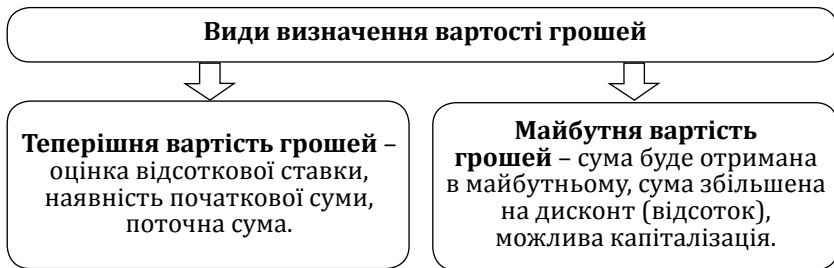 Види визначення вартості грошей
Теперішня вартість грошей –
оцінка відсоткової ставки,
наявність початкової суми,
поточна сума.
Майбутня вартість
грошей – сума буде отримана
в майбутньому, сума збільшена
на дисконт (відсоток),
можлива капіталізація.